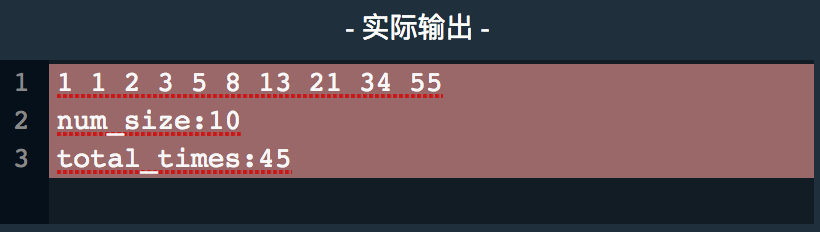 - 实际输出 -
1 1 1 2 3 5 8 13 21 34 55
2 num_size:10
3 total_times:45